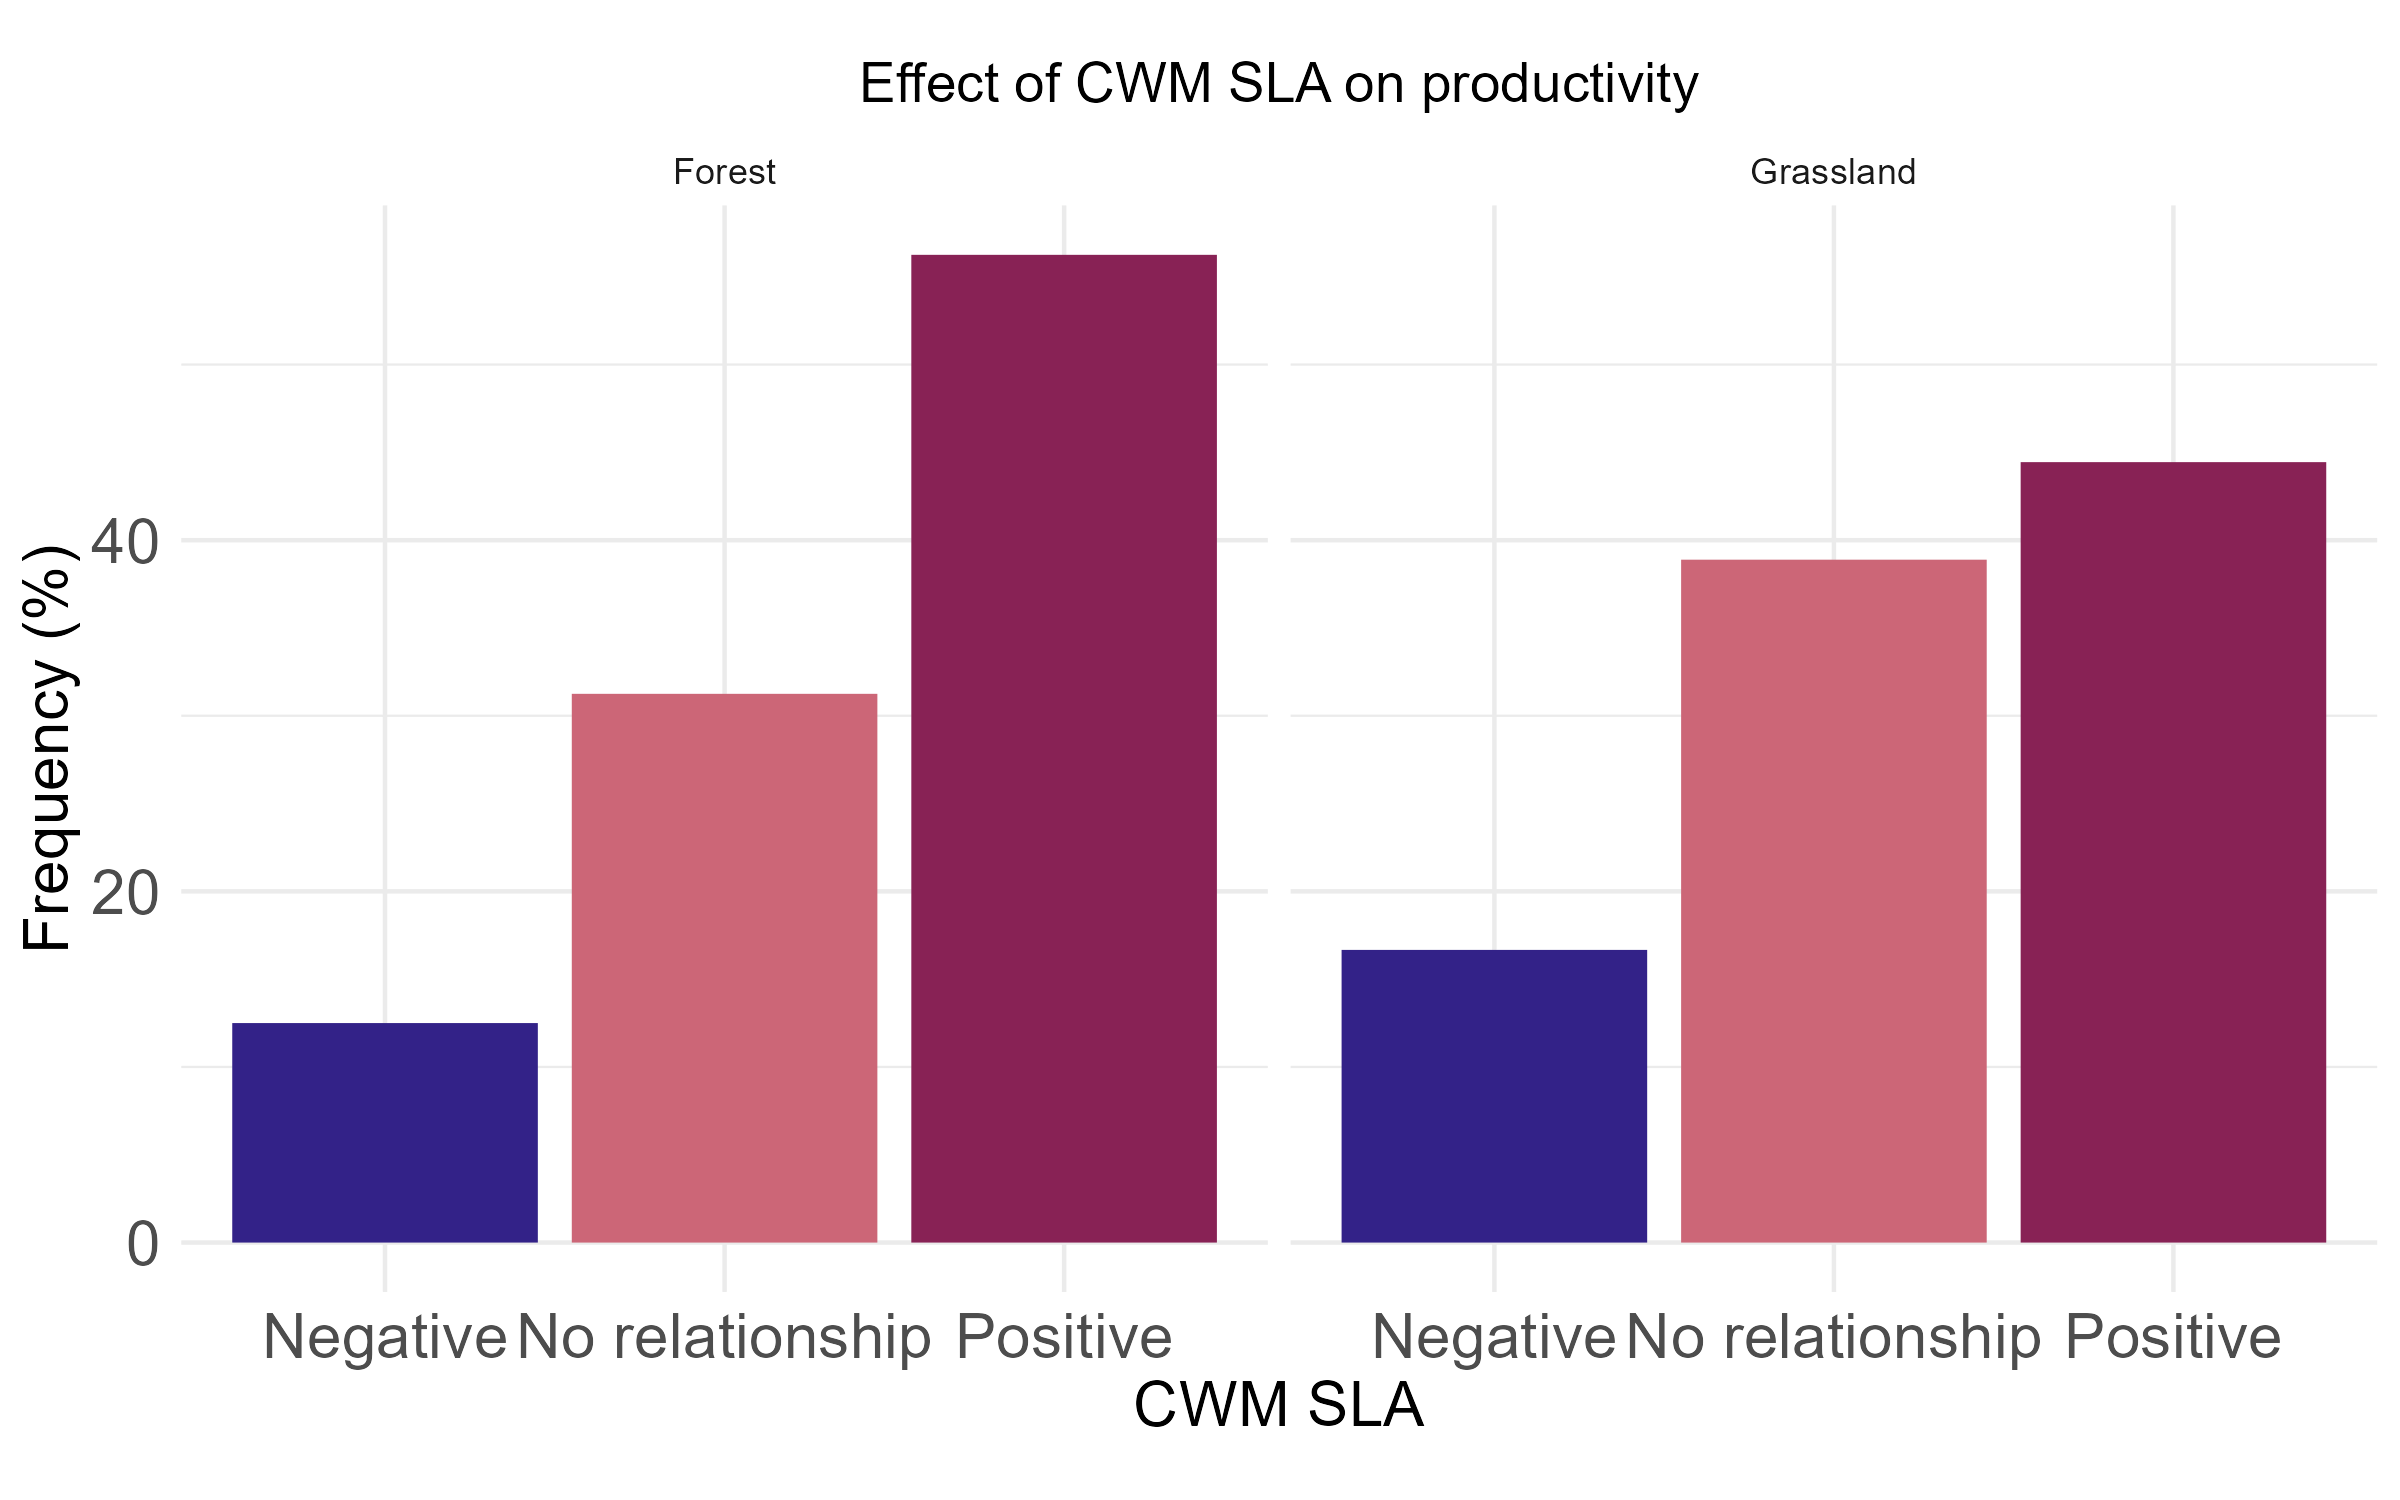 Effect of CWM SLA on productivity
Forest
Grassland
Frequency (%)
40
20
0
Negative No relationship Positive
Negative No relationship Positive
CWM SLA